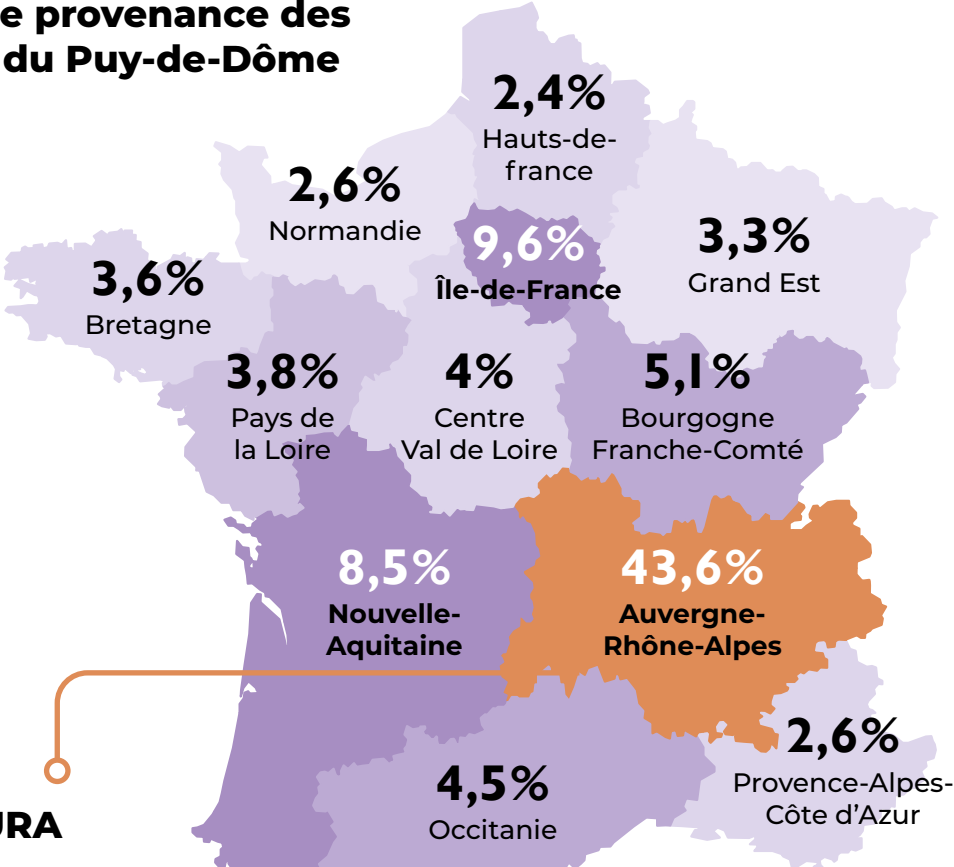 e provenance des
du Puy-de-Dôme
2,4%
Hauts-de-
france
2,6%
Normandie
9,6%
Île-de-France
3,3%
Grand Est
3,6%
Bretagne
3,8%
Pays de
la Loire
4%
Centre
Val de Loire
5,1%
Bourgogne
Franche-Comté
8,5%
Nouvelle-
Aquitaine
43,6%
Auvergne-
Rhône-Alpes
2,6%
Provence-Alpes-
Côte d'Azur
4,5%
Occitanie
URA